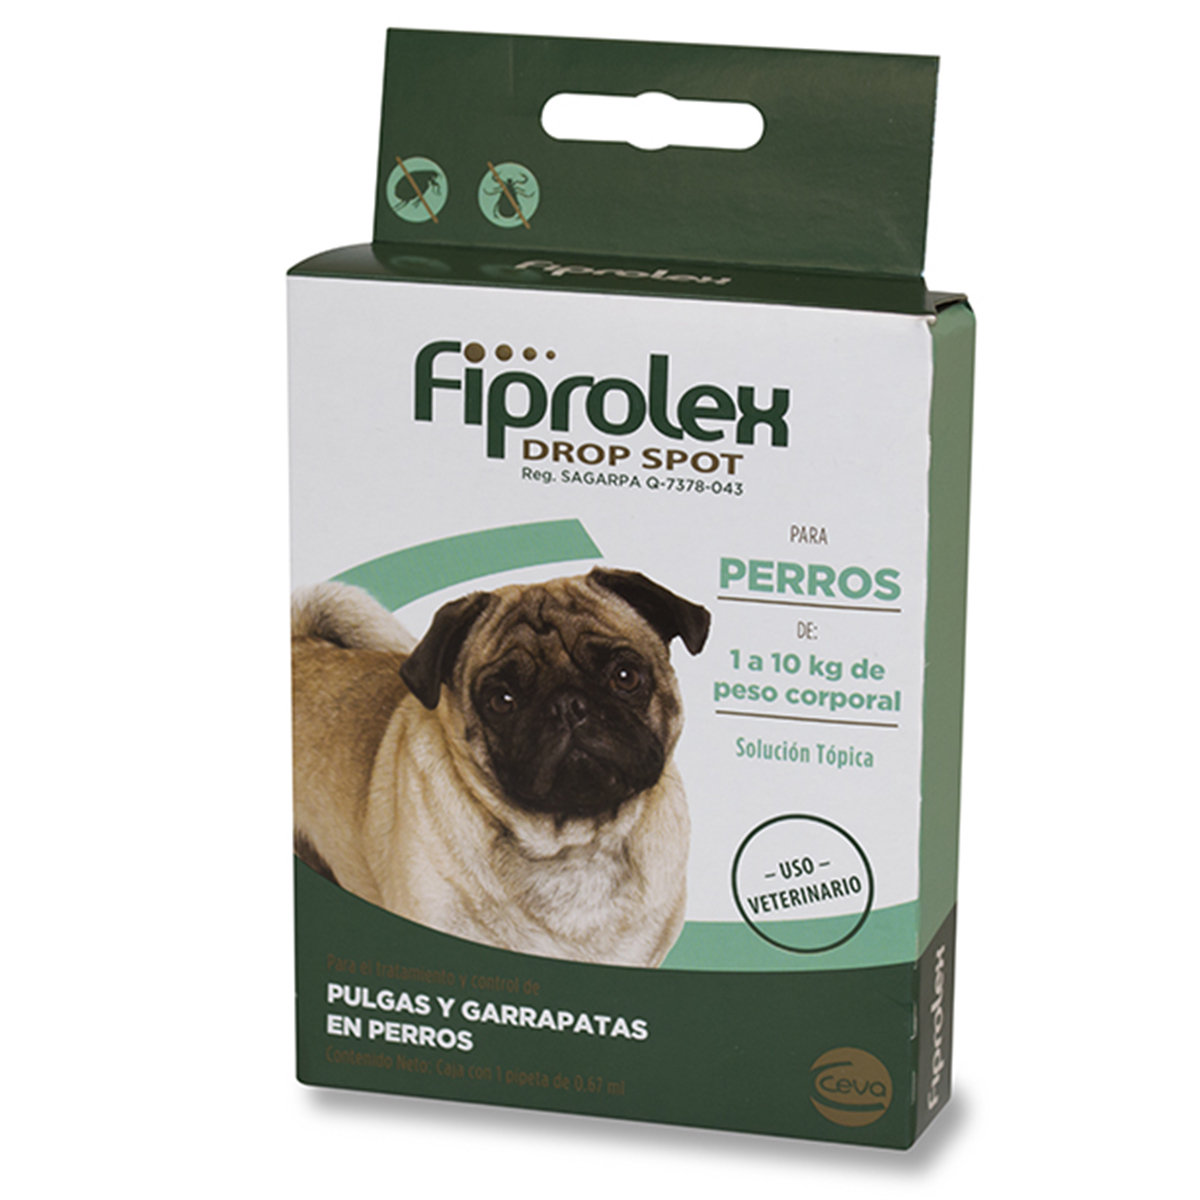 Fiprolex
Fiprolex
DROP SPOT
Reg. SAGARPA Q-7378-043
PARA
PERROS
DE:
1 a 10 kg de
peso corporal
Solución Tópica
– USO –
VETERINARIO
Para el tratamiento y control de
PULGAS Y GARRAPATAS
EN PERROS
Contenido Neto: Caja con 1 pipeta de 0.67 ml
Ceva
Fiprolex